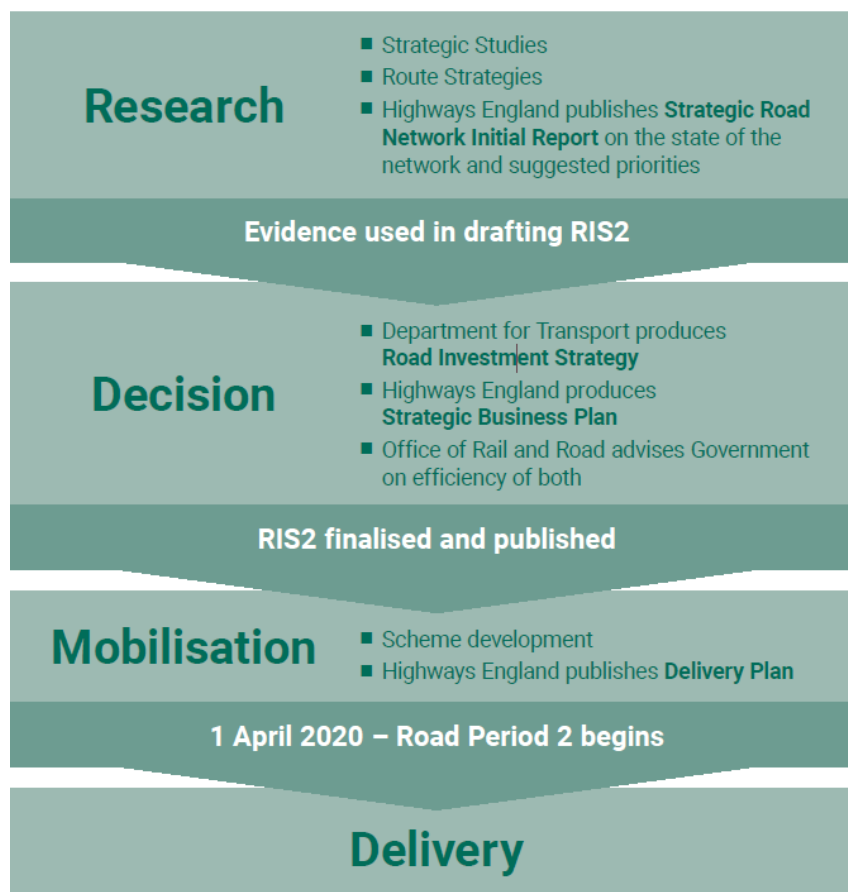 Research
■ Strategic Studies
■ Route Strategies
■ Highways England publishes Strategic Road
Network Initial Report on the state of the
network and suggested priorities
Evidence used in drafting RIS2
Decision
■ Department for Transport produces
Road Investment Strategy
■ Highways England produces
Strategic Business Plan
■ Office of Rail and Road advises Government
on efficiency of both
RIS2 finalised and published
Mobilisation
■ Scheme development
■ Highways England publishes Delivery Plan
1 April 2020 – Road Period 2 begins
Delivery